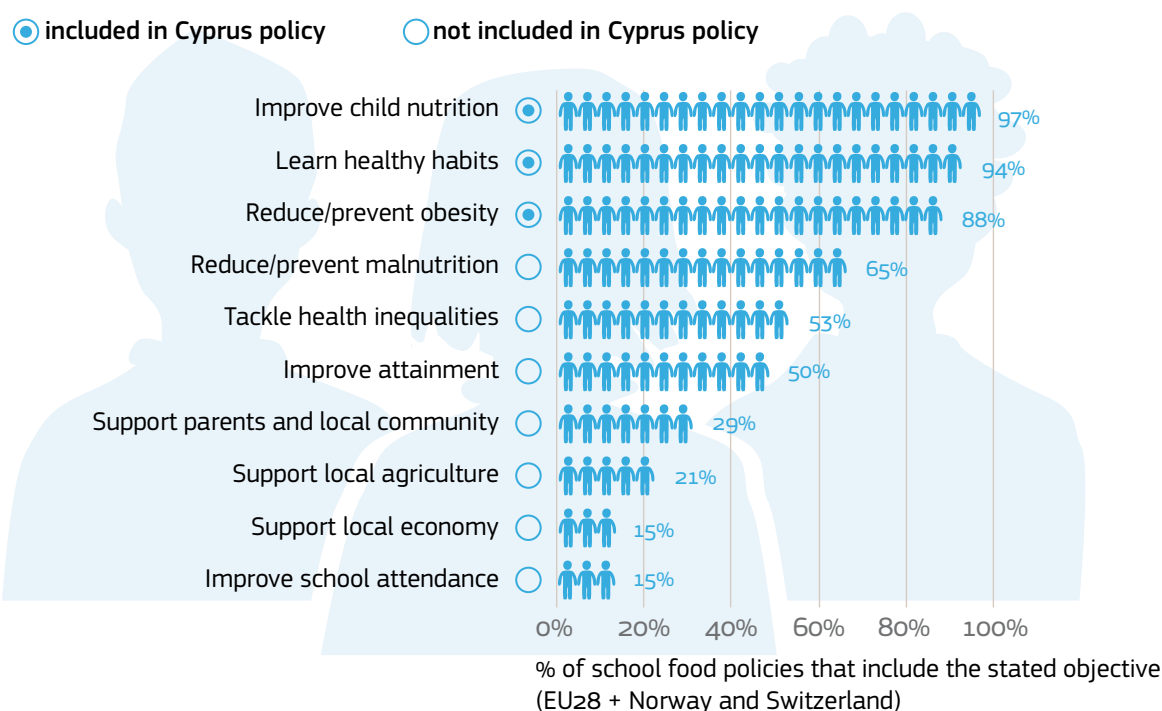 included in Cyprus policy not included in Cyprus policy
Improve child nutrition 97%
Learn healthy habits 94%
Reduce/prevent obesity 88%
Reduce/prevent malnutrition 65%
Tackle health inequalities 53%
Improve attainment 50%
Support parents and local community 29%
Support local agriculture 21%
Support local economy 15%
Improve school attendance 15%
0% 20% 40% 60% 80% 100%
% of school food policies that include the stated objective
(EU28 + Norway and Switzerland)